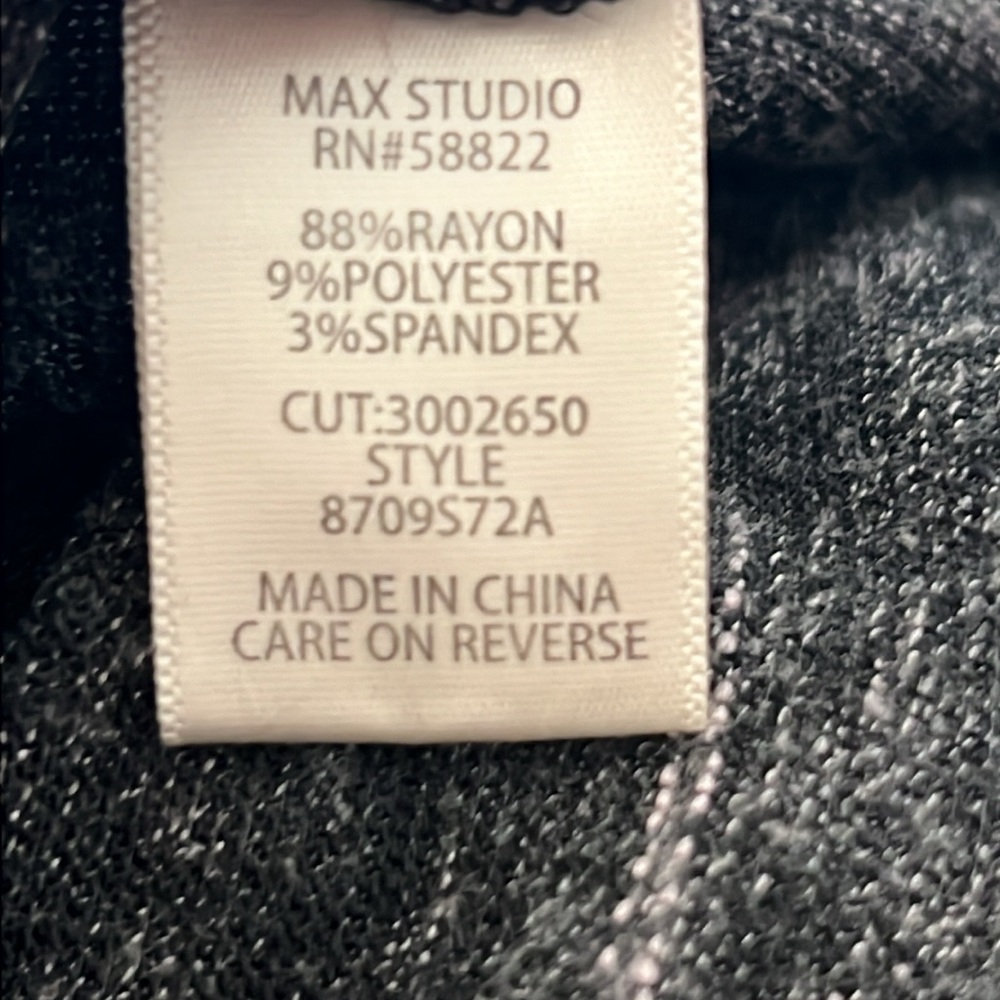 MAX STUDIO
RN#58822
88%RAYON
9%POLYESTER
3%SPANDEX
CUT:3002650
STYLE
8709S72A
MADE IN CHINA
CARE ON REVERSE